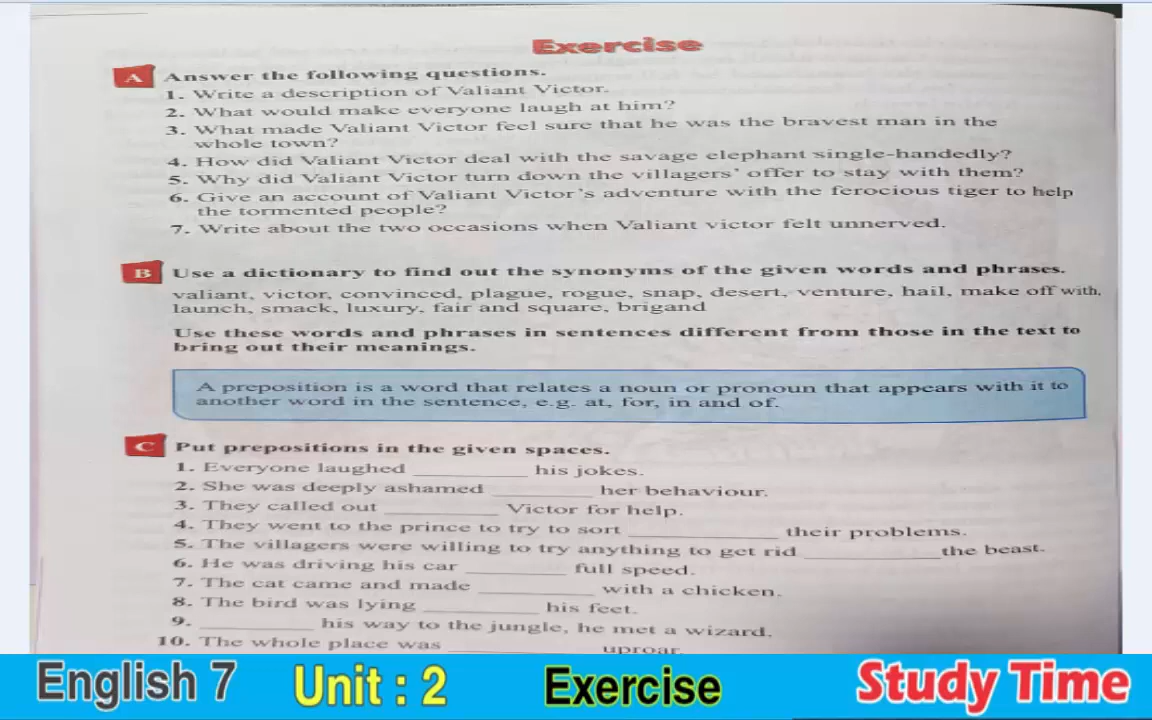 Exercise
A Answer the following questions.
1. Write a description of Valiant Victor.
2. What would make everyone laugh at him?
3. What made Valiant Victor feel sure that he was the bravest man in the
whole town?
4. How did Valiant Victor deal with the savage elephant single-handedly?
5. Why did Valiant Victor turn down the villagers' offer to stay with them?
6. Give an account of Valiant Victor's adventure with the ferocious tiger to help
the tormented people?
7. Write about the two occasions when Valiant victor felt unnerved.
B Use a dictionary to find out the synonyms of the given words and phrases.
valiant, victor, convinced, plague, rogue, snap, desert, venture, hail, make off with,
launch, smack, luxury, fair and square, brigand
Use these words and phrases in sentences different from those in the text to
bring out their meanings.
A preposition is a word that relates a noun or pronoun that appears with it to
another word in the sentence, e.g. at, for, in and of.
C Put prepositions in the given spaces.
1. Everyone laughed ________ his jokes.
2. She was deeply ashamed ________ her behaviour.
3. They called out ________ Victor for help.
4. They went to the prince to try to sort ________ their problems.
5. The villagers were willing to try anything to get rid ________ the beast.
6. He was driving his car ________ full speed.
7. The cat came and made ________ with a chicken.
8. The bird was lying ________ his feet.
9. ________ his way to the jungle, he met a wizard.
10. The whole place was ________ uproar.
English 7 Unit : 2 Exercise Study Time